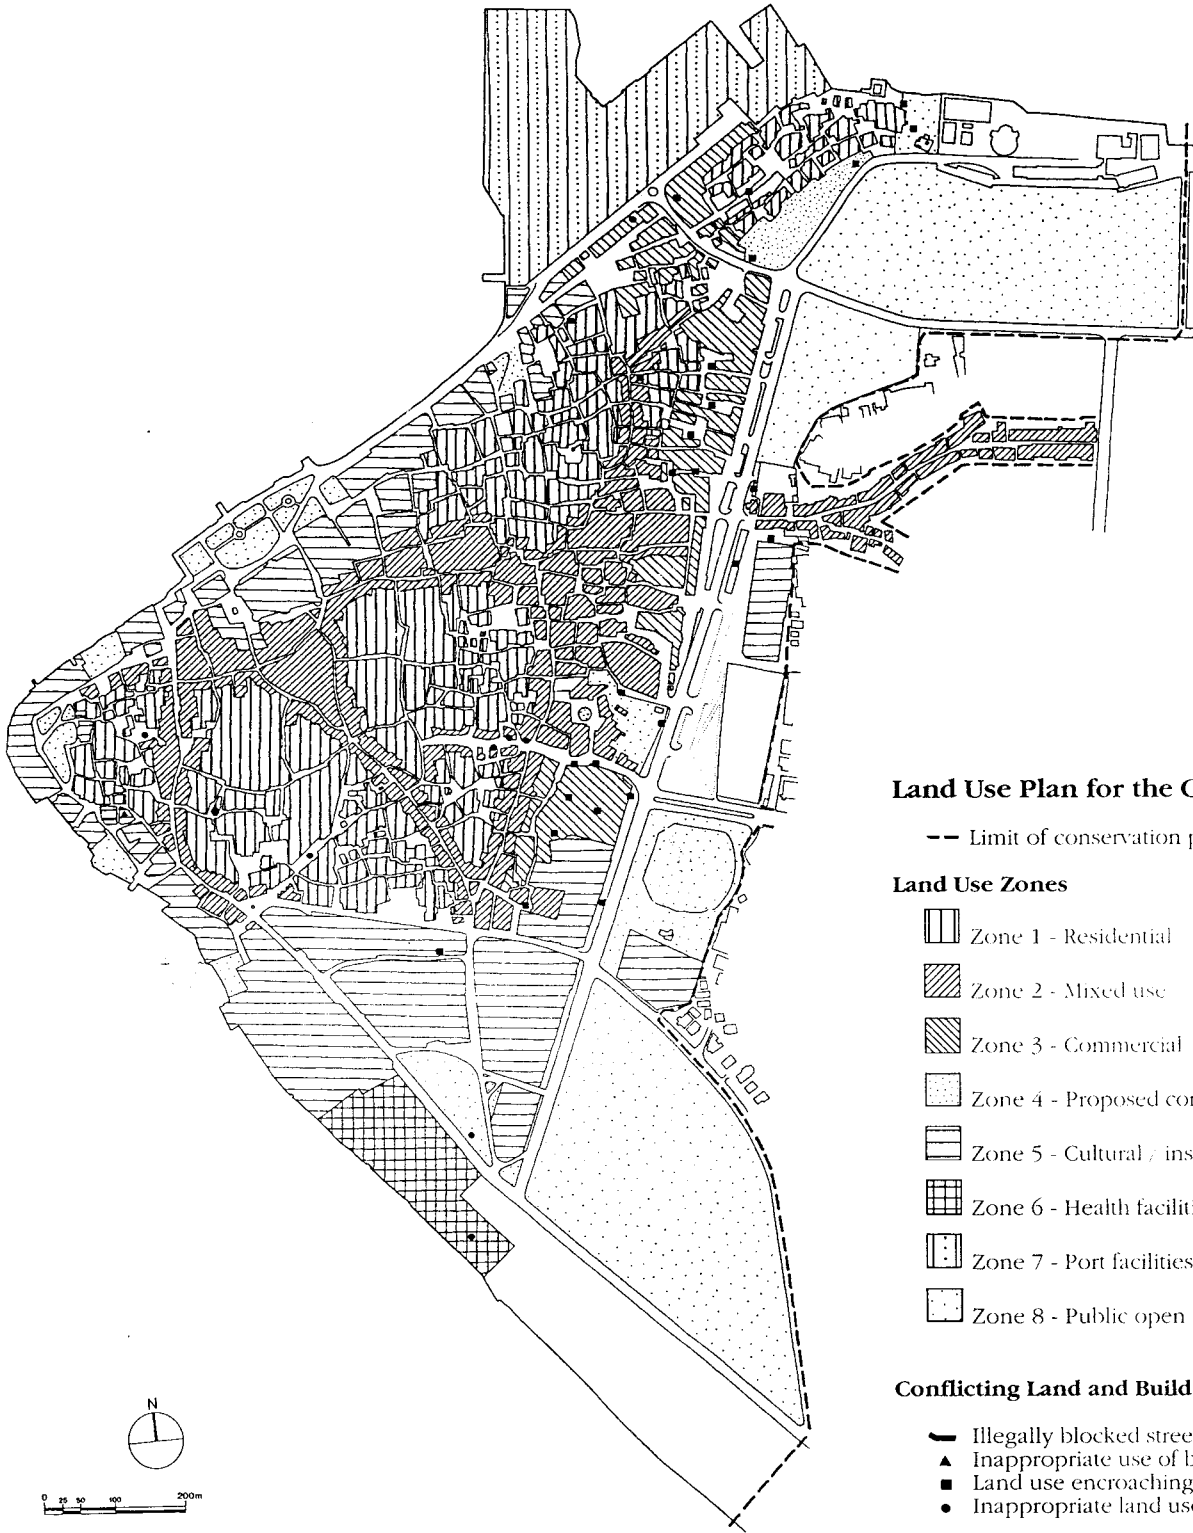 Land Use Plan for the C
Limit of conservation p
Land Use Zones
Zone 1 - Residential
Zone 2 - Mixed use
Zone 3 - Commercial
Zone 4 - Proposed cor
Zone 5 - Cultural / ins
Zone 6 - Health faciliti
Zone 7 - Port facilities
Zone 8 - Public open
Conflicting Land and Build
Illegally blocked stree
Inappropriate use of b
Land use encroaching
Inappropriate land use
N
0 25 50 100 200m